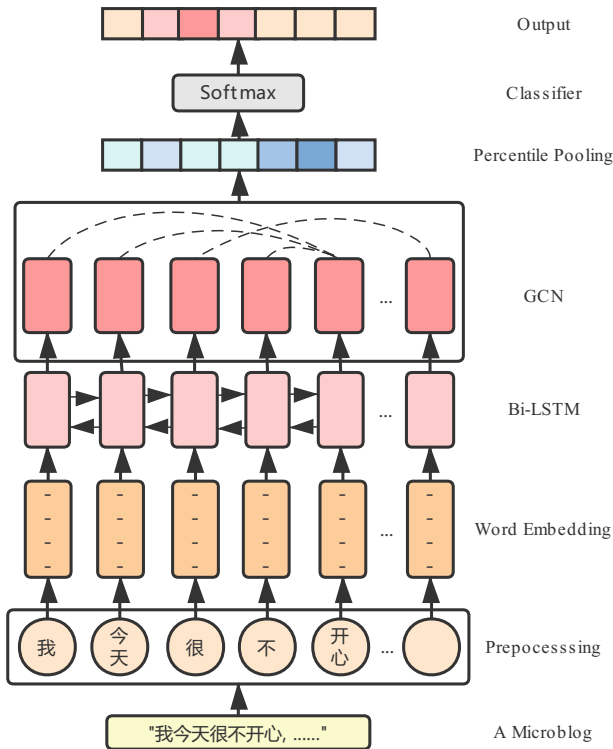 Output
Softmax
Classifier
Percentile Pooling
GCN
...
Bi-LSTM
...
- - - - - -
- - - - - -
- - - - - -
- - - - - -
Word Embedding
...
我 今天 很 不 开心 ...
Prepocesssing
"我今天很不开心, ......"
A Microblog